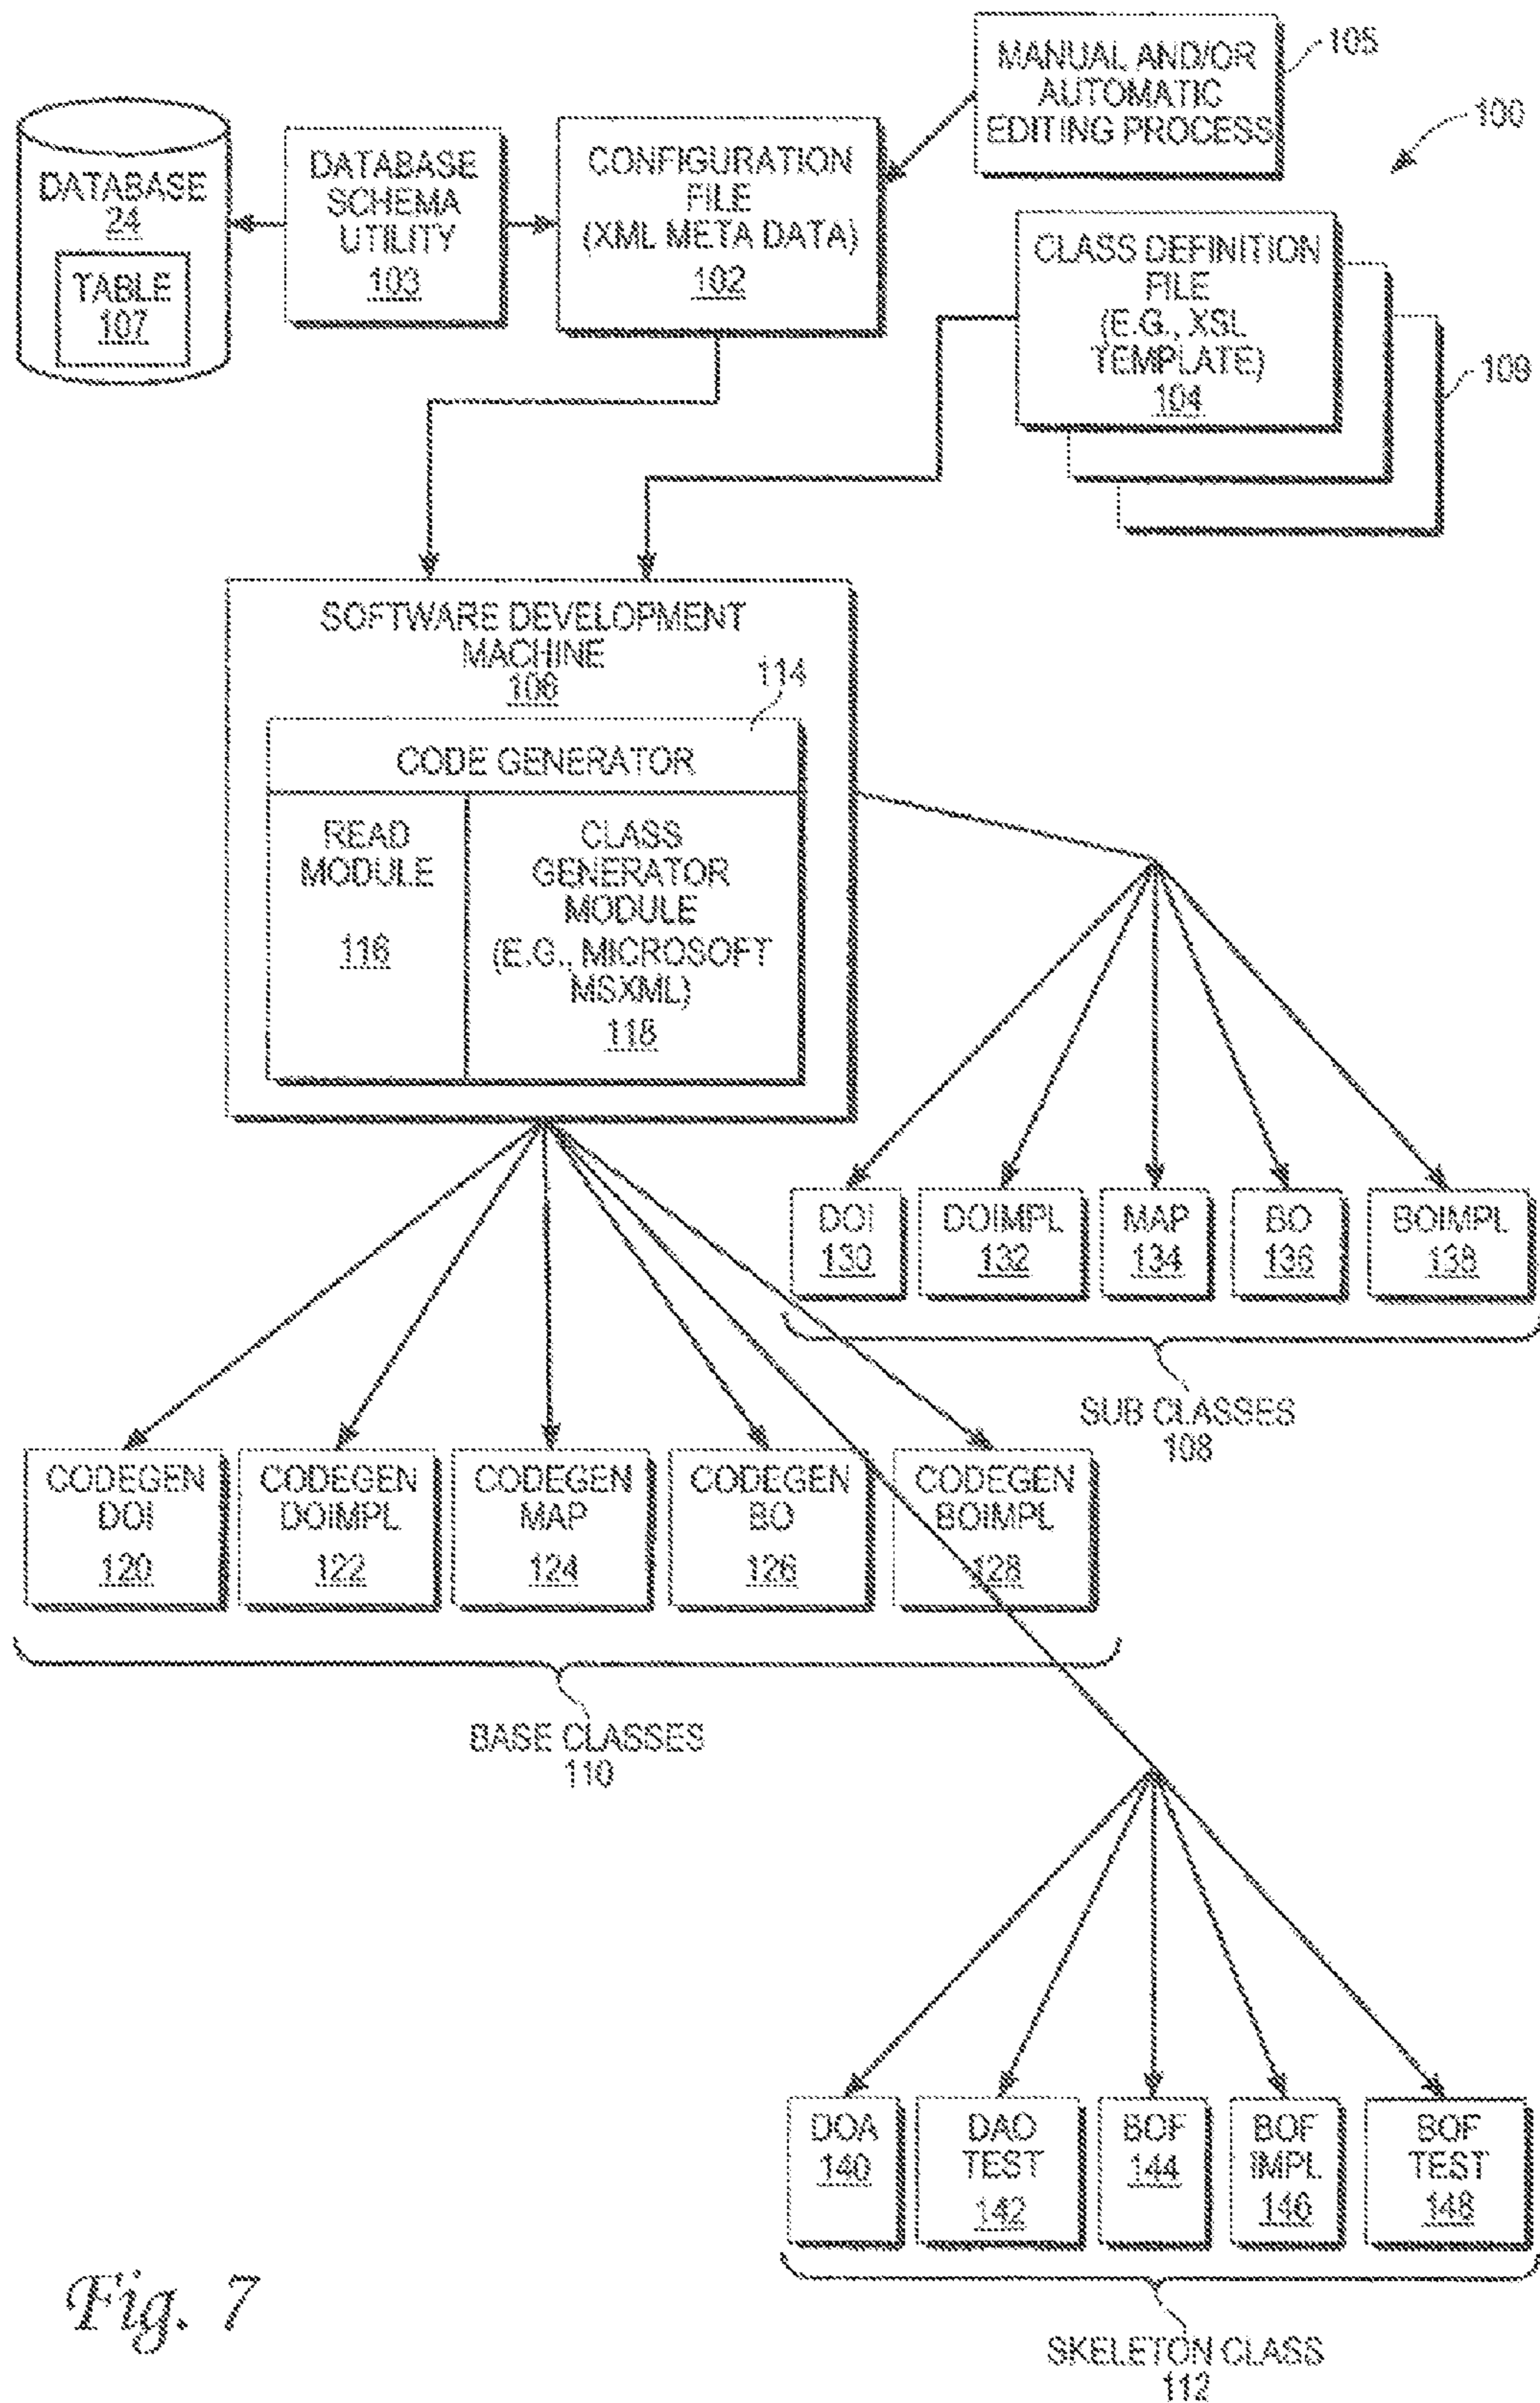 MANUAL AND/OR
AUTOMATIC
EDITING PROCESS
105
100
DATABASE
24
TABLE
107
DATABASE
SCHEMA
UTILITY
103
CONFIGURATION
FILE
(XML META DATA)
102
CLASS DEFINITION
FILE
(E.G., XSL
TEMPLATE)
104
109
SOFTWARE DEVELOPMENT
MACHINE
106
114
CODE GENERATOR
READ
MODULE
116
CLASS
GENERATOR
MODULE
(E.G., MICROSOFT
MSXML)
118
DOI
130
DOIMPL
132
MAP
134
BO
136
BOIMPL
138
SUB CLASSES
108
CODEGEN
DOI
120
CODEGEN
DOIMPL
122
CODEGEN
MAP
124
CODEGEN
BO
126
CODEGEN
BOIMPL
128
BASE CLASSES
110
DOA
140
DAO
TEST
142
BOF
144
BOF
IMPL
146
BOF
TEST
148
SKELETON CLASS
112
Fig. 7